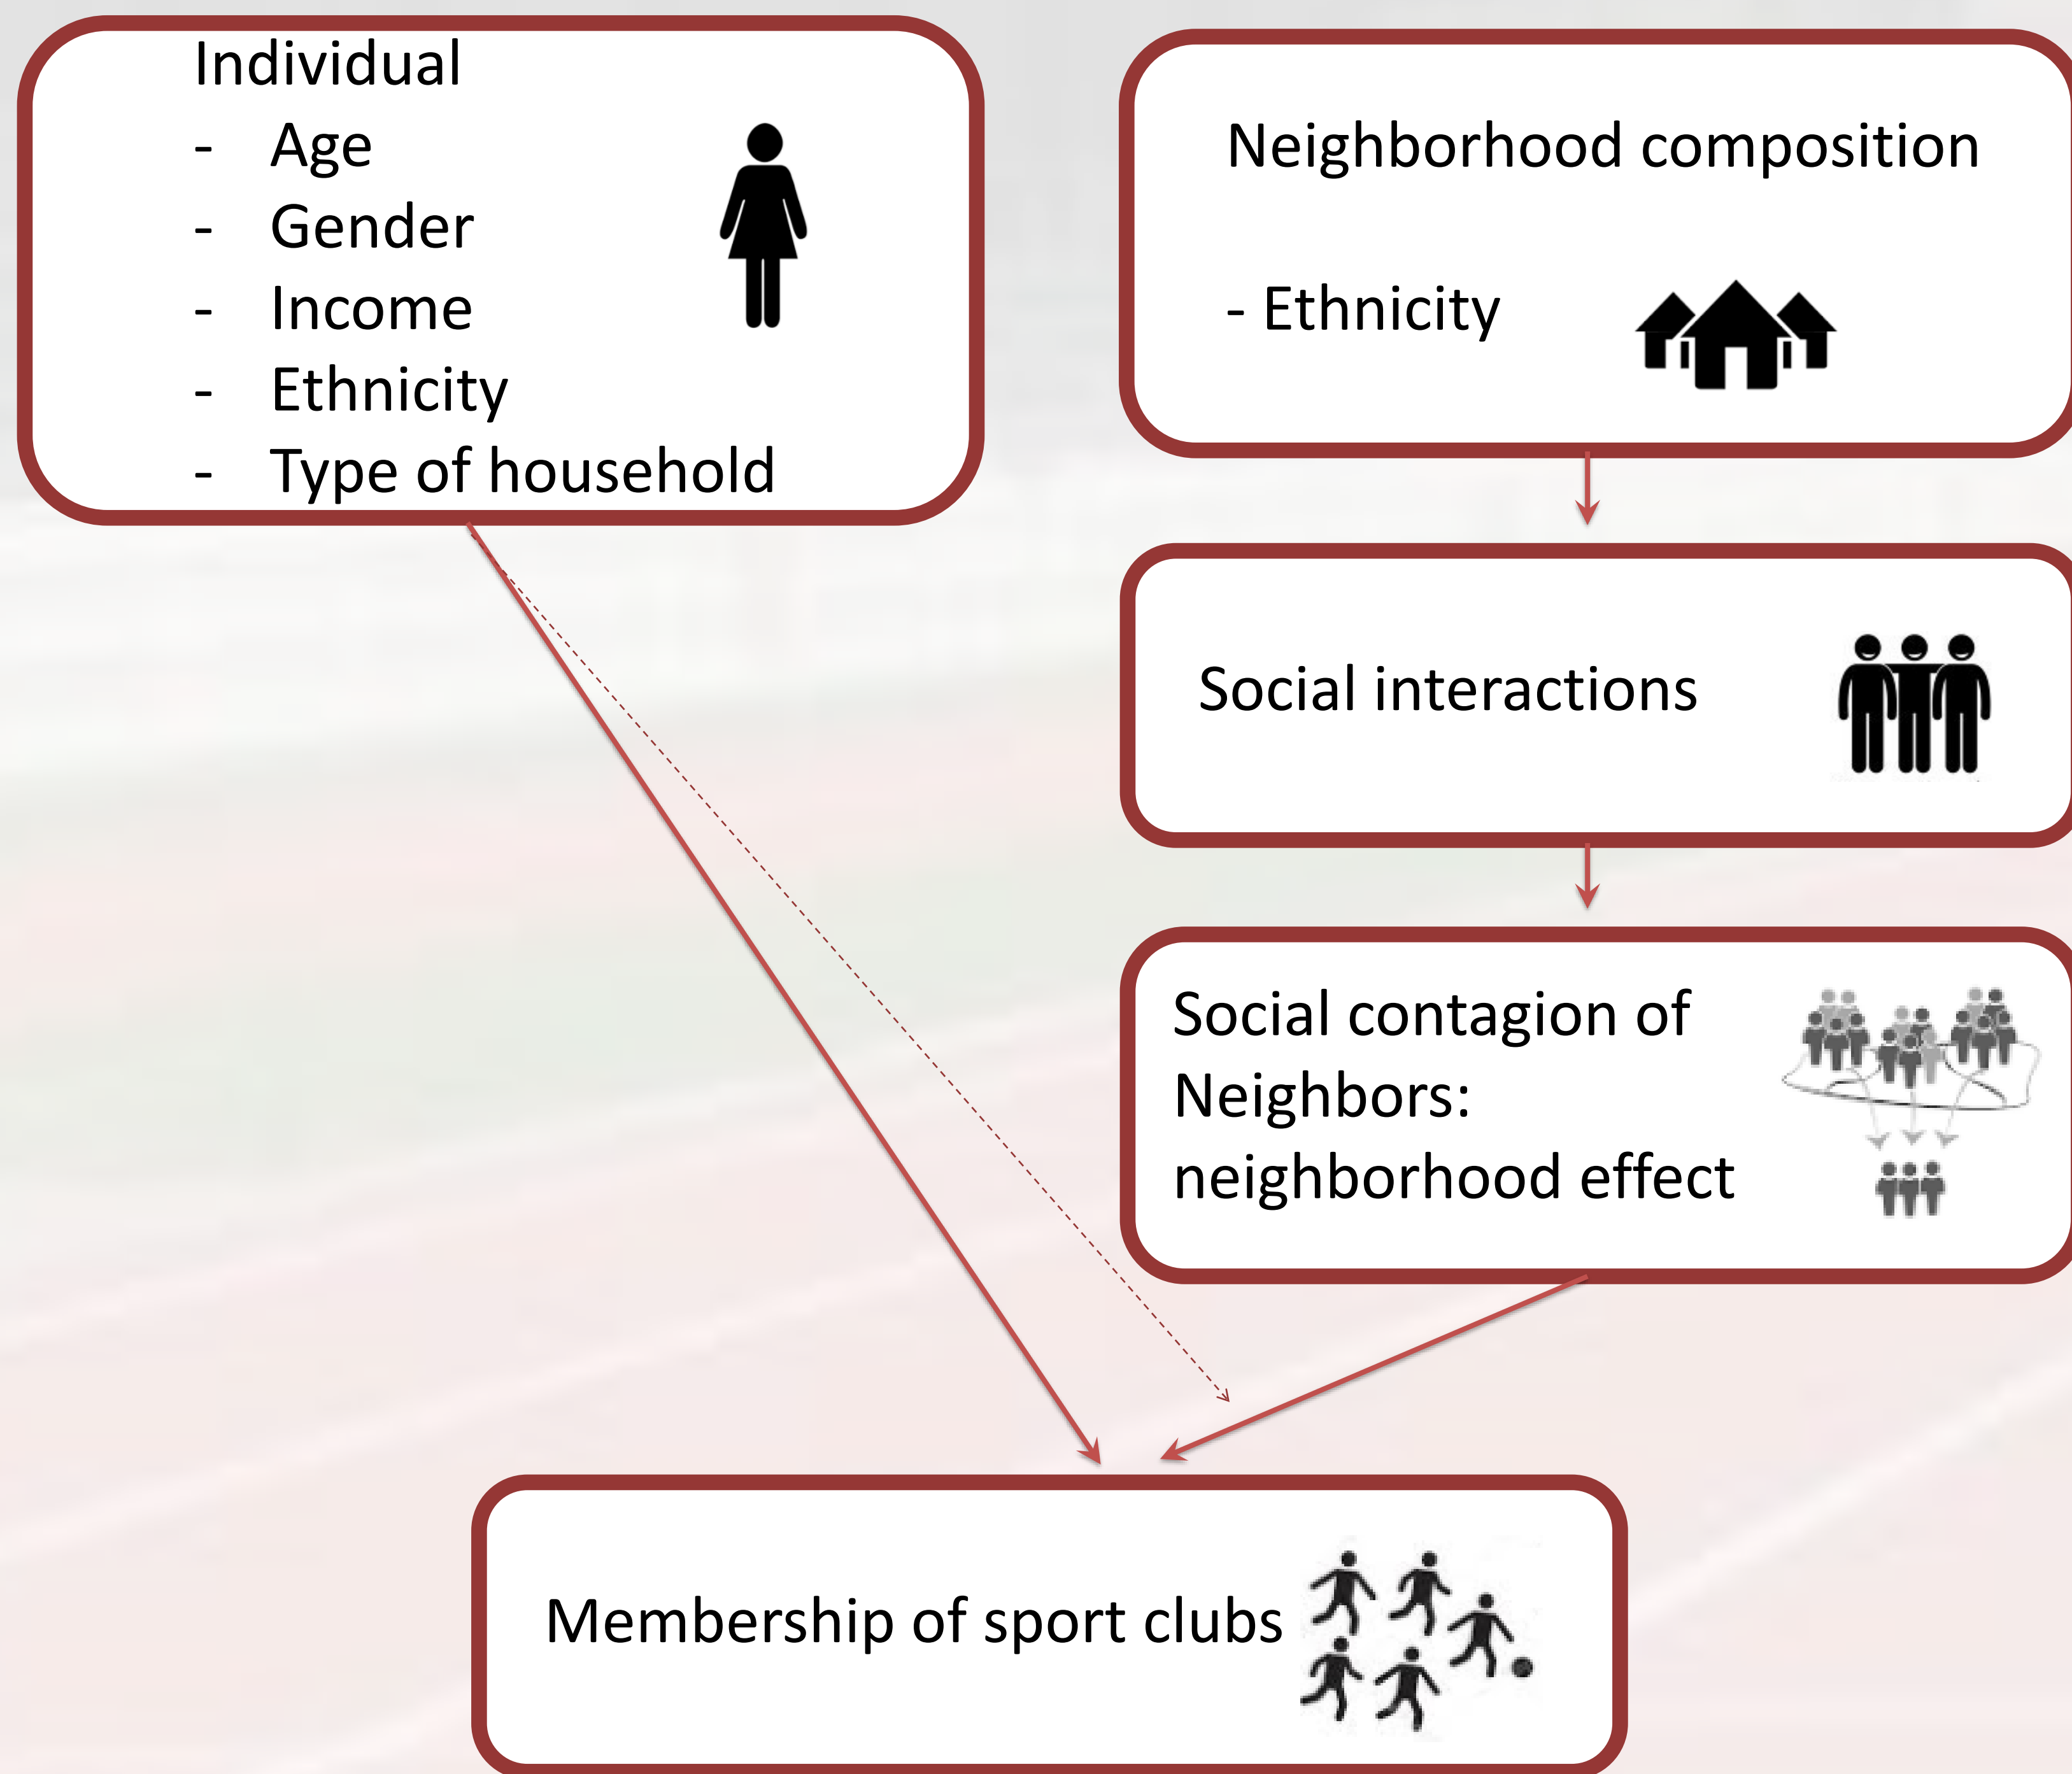 Individual
- Age
- Gender
- Income
- Ethnicity
- Type of household
Neighborhood composition
- Ethnicity
Social interactions
Social contagion of
Neighbors:
neighborhood effect
Membership of sport clubs